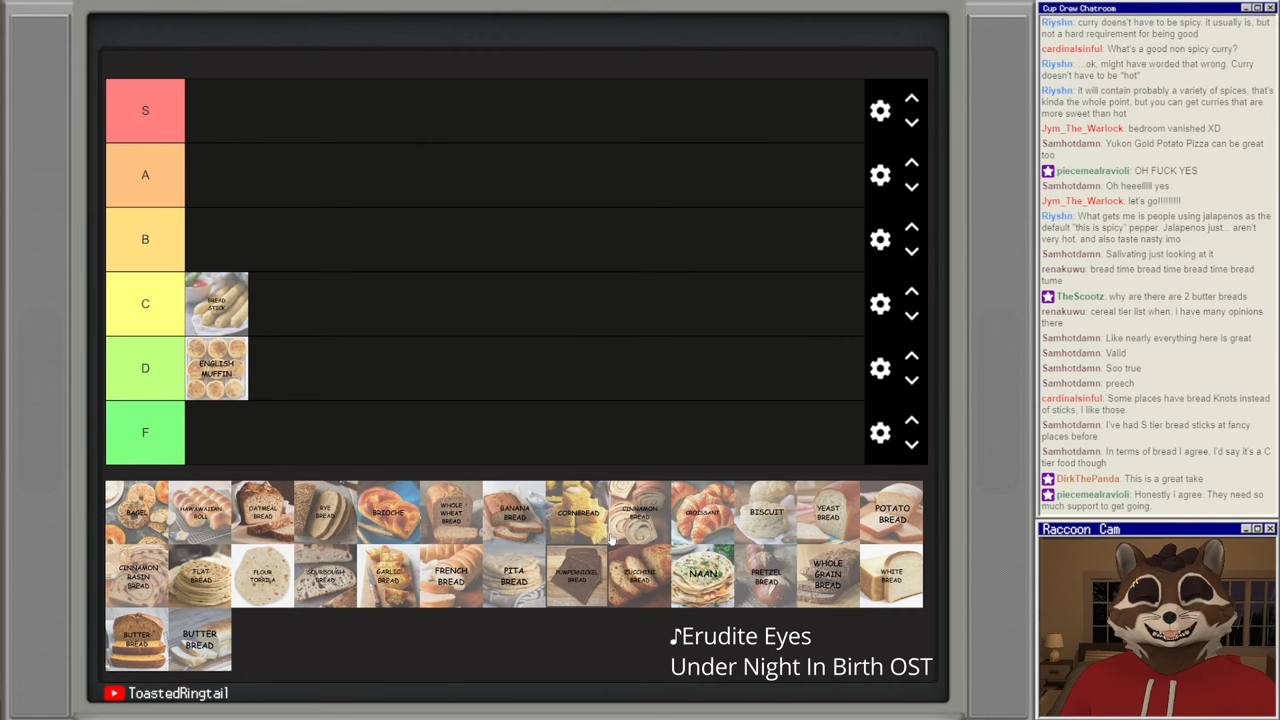 Cup Crew Chatroom
Riyshn: curry doens't have to be spicy. it usually is, but
not a hard requirement for being good
cardinalsinful: What's a good non spicy curry?
Riyshn: ...ok, might have worded that wrong. Curry
doesn't have to be *hot*
Riyshn: it will contain probably a variety of spices, that's
kinda the whole point, but you can get curries that are
more sweet than hot
Jym_The_Warlock: bedroom vanished XD
Samhotdamn: Yukon Gold Potato Pizza can be great
too
piecemealravioli: OH FUCK YES
Samhotdamn: Oh heeelllll yes
Jym_The_Warlock: let's go!!!!!!!!!
Riyshn: What gets me is people using jalapenos as the
default "this is spicy" pepper. Jalapenos just... aren't
very hot. and also taste nasty imo
Samhotdamn: Salivating just looking at it
renakuwu: bread time bread time bread time bread
tume
TheScootz: why are there are 2 butter breads
renakuwu: cereal tier list when, i have many opinions
there
Samhotdamn: Like nearly everything here is great
Samhotdamn: Valid
Samhotdamn: Soo true
Samhotdamn: preech
cardinalsinful: Some places have bread Knots instead
of sticks, I like those.
Samhotdamn: I've had S tier bread sticks at fancy
places before
Samhotdamn: In terms of bread I agree, I'd say it's a C
tier food though
DirkThePanda: This is a great take
piecemealravioli: Honestly i agree. They need so
much support to get going.
Raccoon Cam
S
A
B
C
BREAD
STICK
D
ENGLISH
MUFFIN
F
BAGEL
HAWAWAIIAN
ROLL
OATMEAL
BREAD
RYE
BREAD
BRIOCHE
WHOLE
WHEAT
BREAD
BANANA
BREAD
CORNBREAD
CINNAMON
BREAD
CROISSANT
BISCUIT
YEAST
BREAD
POTATO
BREAD
CINNAMON
RASIN
BREAD
FLAT
BREAD
FLOUR
TORRILA
SOURDOUGH
BREAD
GARLIC
BREAD
FRENCH
BREAD
PITA
BREAD
PUMPERNICKEL
BREAD
ZUCCHINI
BREAD
NAAN
PRETZEL
BREAD
WHOLE
GRAIN
BREAD
WHITE
BREAD
BUTTER
BREAD
BUTTER
BREAD
♪Erudite Eyes
Under Night In Birth OST
ToastedRingtail